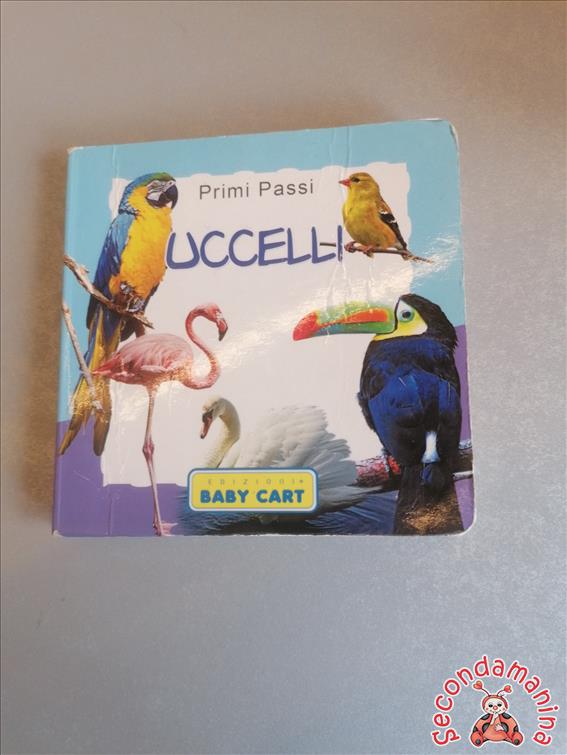 Primi Passi
UCCELLI
EDIZIONI
BABY CART
Secondamanina